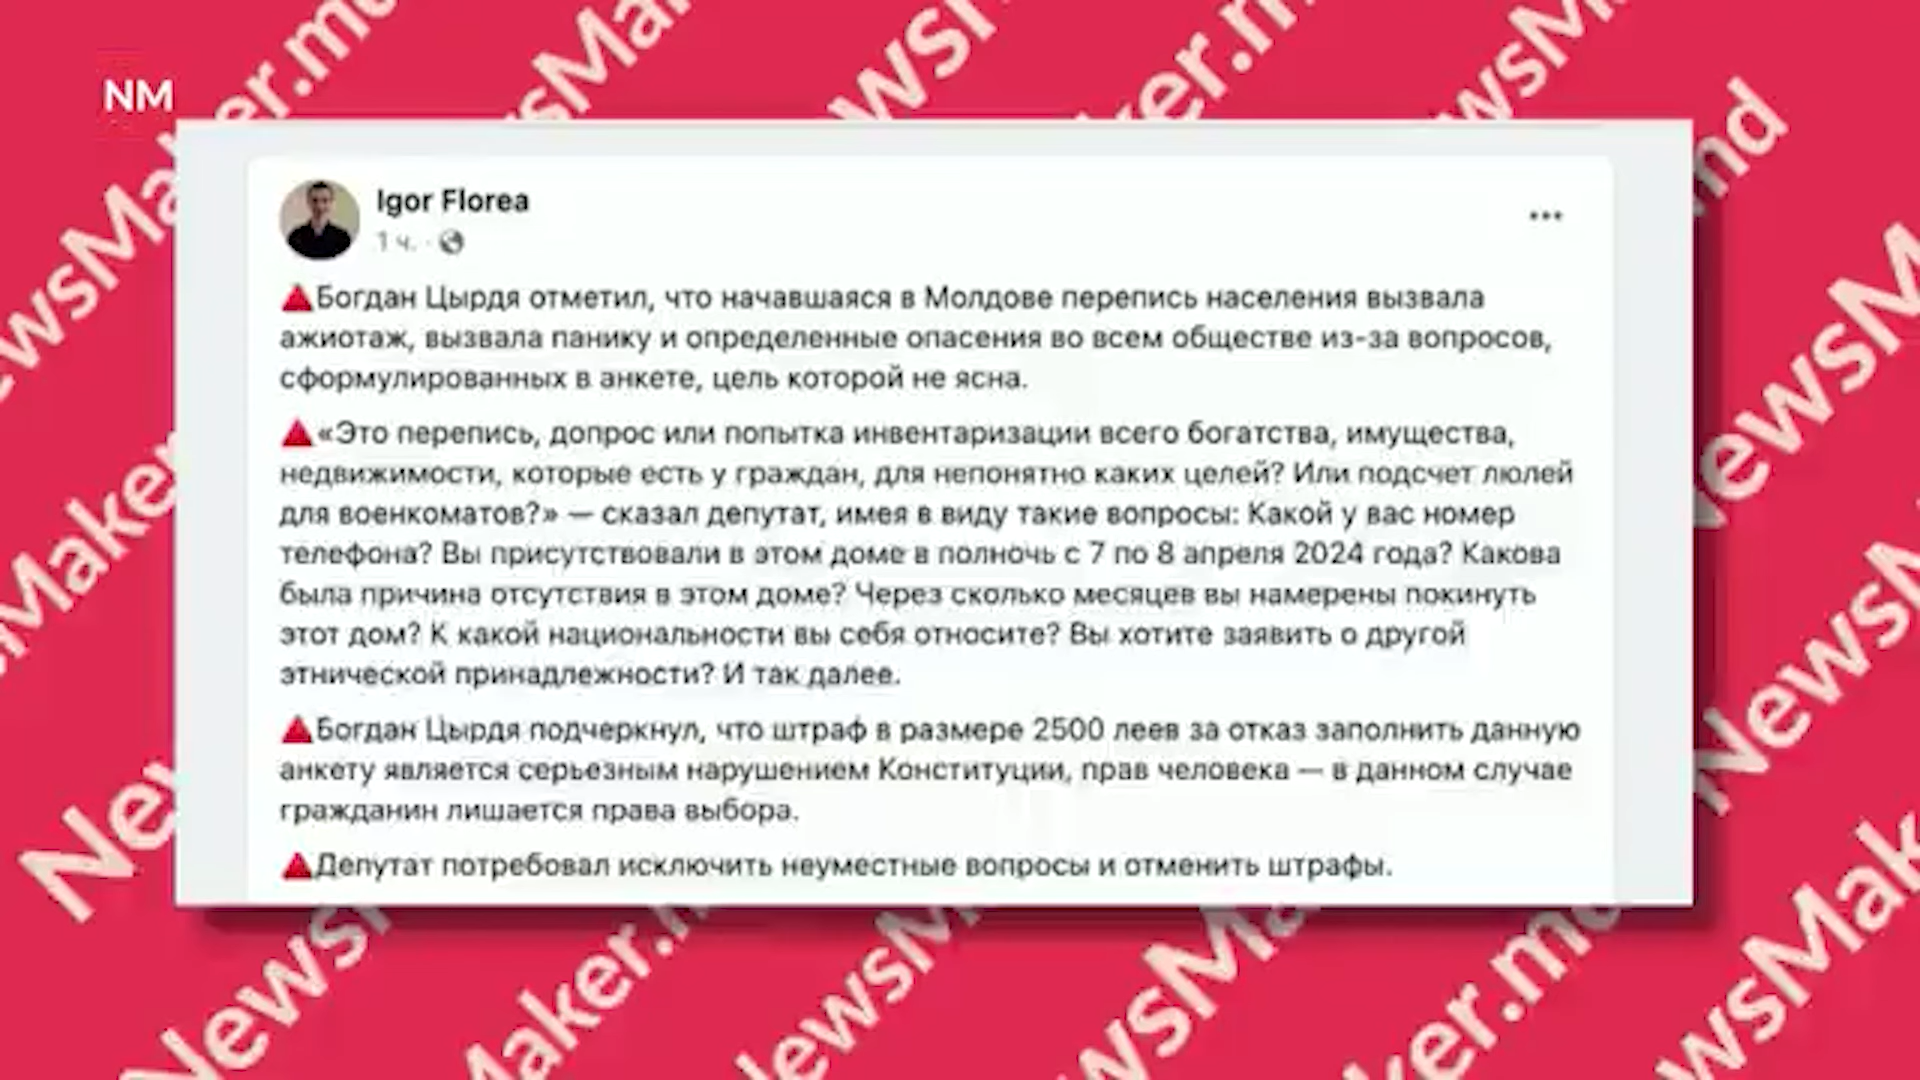 NM
Igor Florea
1 ч.
Богдан Цырдя отметил, что начавшаяся в Молдове перепись населения вызвала
ажиотаж, вызвала панику и определенные опасения во всем обществе из-за вопросов,
сформулированных в анкете, цель которой не ясна.
«Это перепись, допрос или попытка инвентаризации всего богатства, имущества,
недвижимости, которые есть у граждан, для непонятно каких целей? Или подсчет люлей
для военкоматов?» — сказал депутат, имея в виду такие вопросы: Какой у вас номер
телефона? Вы присутствовали в этом доме в полночь с 7 по 8 апреля 2024 года? Какова
была причина отсутствия в этом доме? Через сколько месяцев вы намерены покинуть
этот дом? К какой национальности вы себя относите? Вы хотите заявить о другой
этнической принадлежности? И так далее.
Богдан Цырдя подчеркнул, что штраф в размере 2500 леев за отказ заполнить данную
анкету является серьезным нарушением Конституции, прав человека — в данном случае
гражданин лишается права выбора.
Депутат потребовал исключить неуместные вопросы и отменить штрафы.
NewsMaker.md